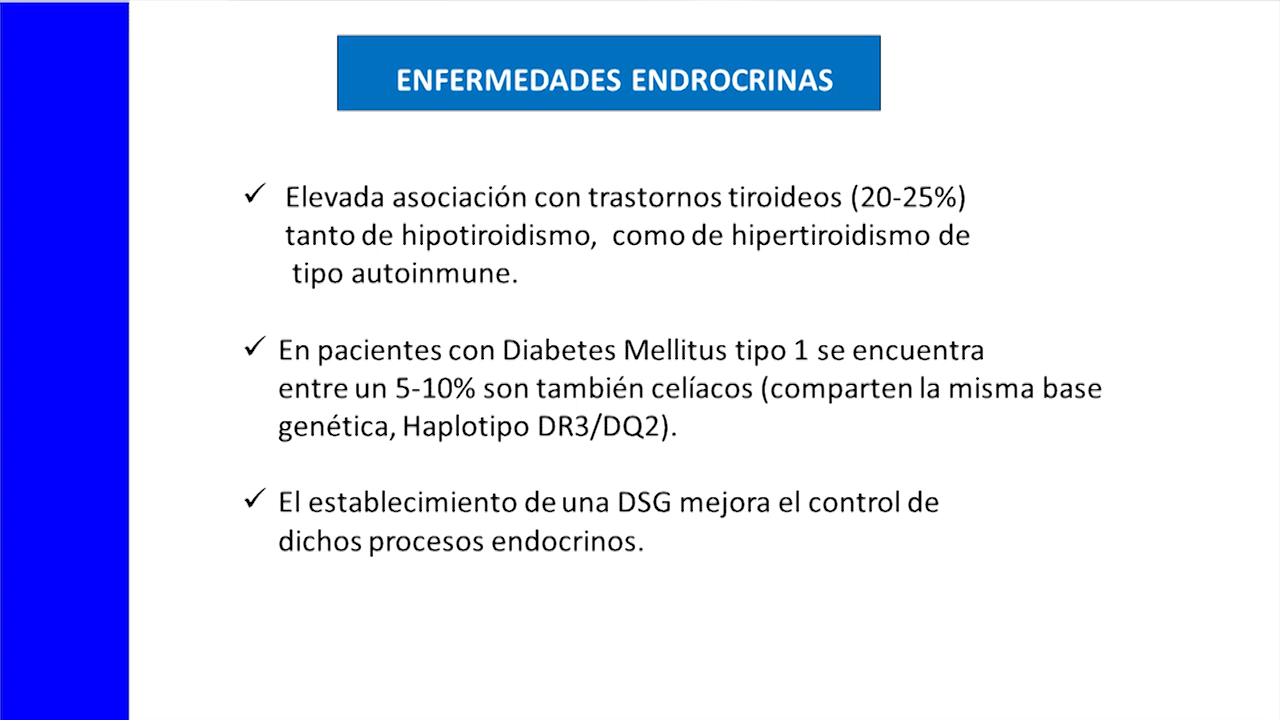 ENFERMEDADES ENDROCRINAS
✓ Elevada asociación con trastornos tiroideos (20-25%)
tanto de hipotiroidismo, como de hipertiroidismo de
tipo autoinmune.
✓ En pacientes con Diabetes Mellitus tipo 1 se encuentra
entre un 5-10% son también celíacos (comparten la misma base
genética, Haplotipo DR3/DQ2).
✓ El establecimiento de una DSG mejora el control de
dichos procesos endocrinos.